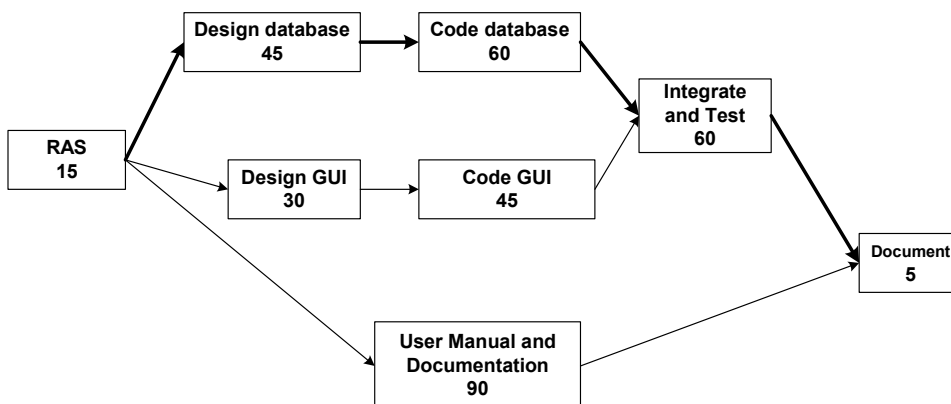 Design database
45
Code database
60
Integrate
and Test
60
RAS
15
Design GUI
30
Code GUI
45
Document
5
User Manual and
Documentation
90